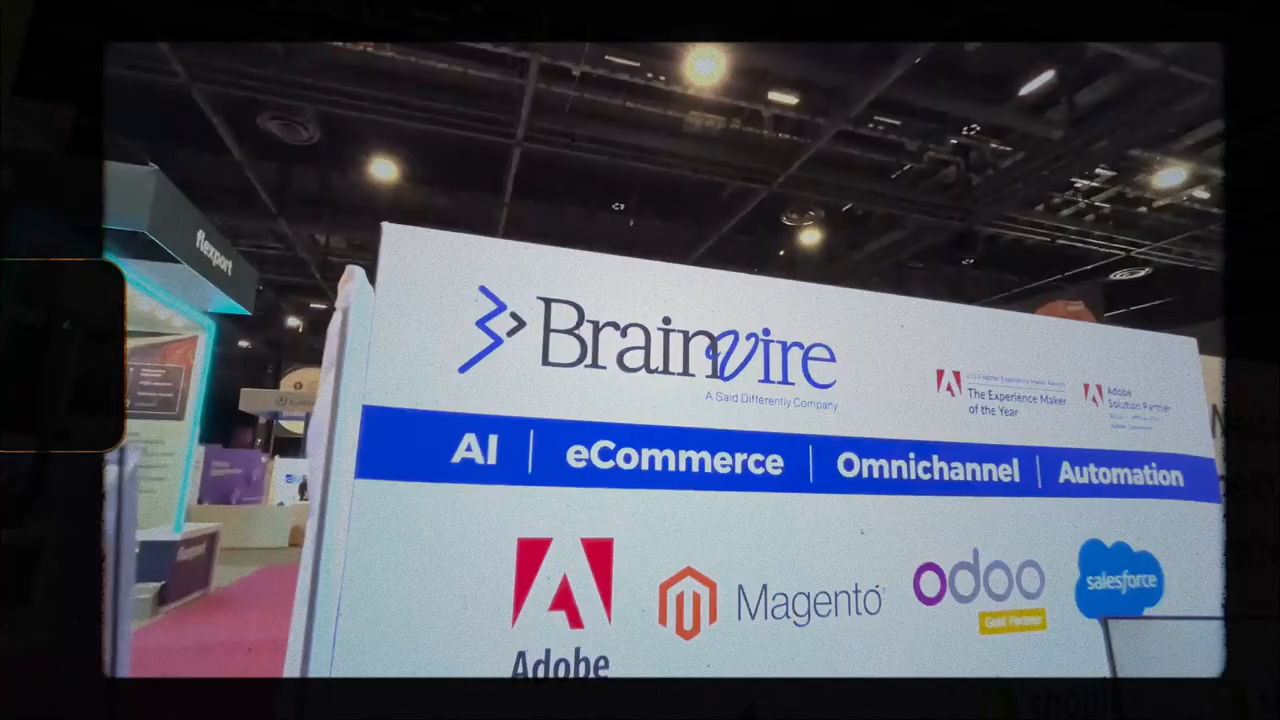 flexport
Brainvire
A Said Differently Company
The Experience Maker
of the Year
Adobe
Solution Partner
AI | eCommerce | Omnichannel | Automation
Adobe
Magento
odoo
Gold Partner
salesforce
flexport